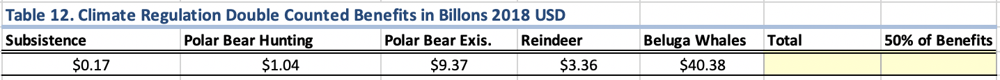 Table 12. Climate Regulation Double Counted Benefits in Billons 2018 USD
Subsistence Polar Bear Hunting Polar Bear Exis. Reindeer Beluga Whales Total 50% of Benefits
$0.17 $1.04 $9.37 $3.36 $40.38